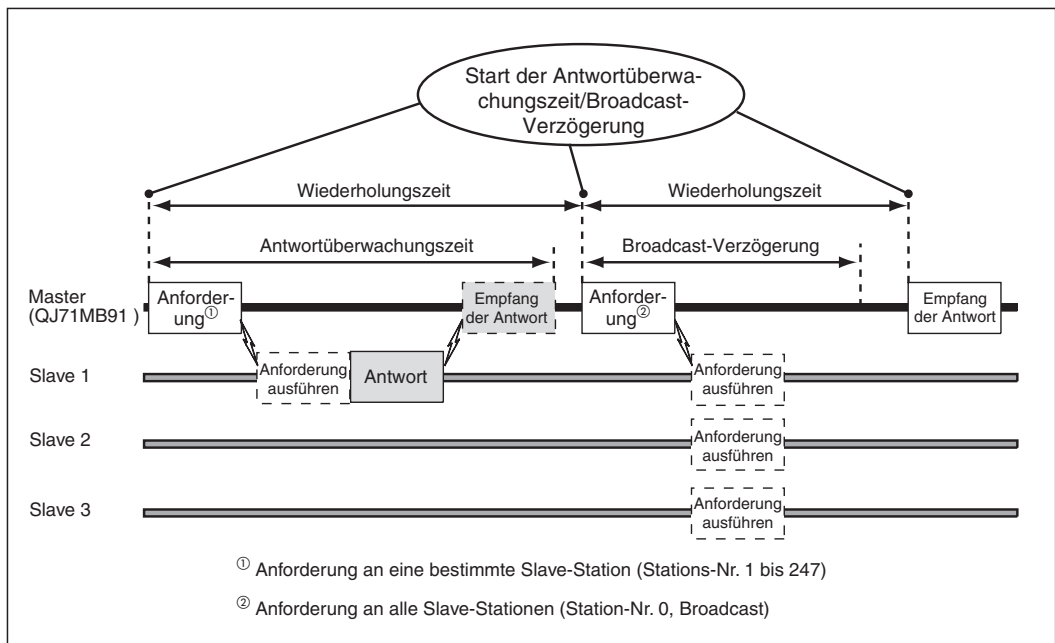 Start der Antwortüberwa-
chungszeit/Broadcast-
Verzögerung
Wiederholungszeit
Wiederholungszeit
Antwortüberwachungszeit
Broadcast-Verzögerung
Master
(QJ71MB91 )
Anforder-
ung①
Empfang
der Antwort
Anforder-
ung②
Empfang
der Antwort
Slave 1
Anforderung
ausführen
Antwort
Anforderung
ausführen
Slave 2
Anforderung
ausführen
Slave 3
Anforderung
ausführen
① Anforderung an eine bestimmte Slave-Station (Stations-Nr. 1 bis 247)
② Anforderung an alle Slave-Stationen (Station-Nr. 0, Broadcast)